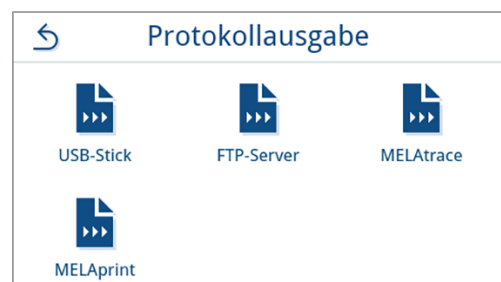 Protokollausgabe
USB-Stick
FTP-Server
MELAtrace
MELAprint